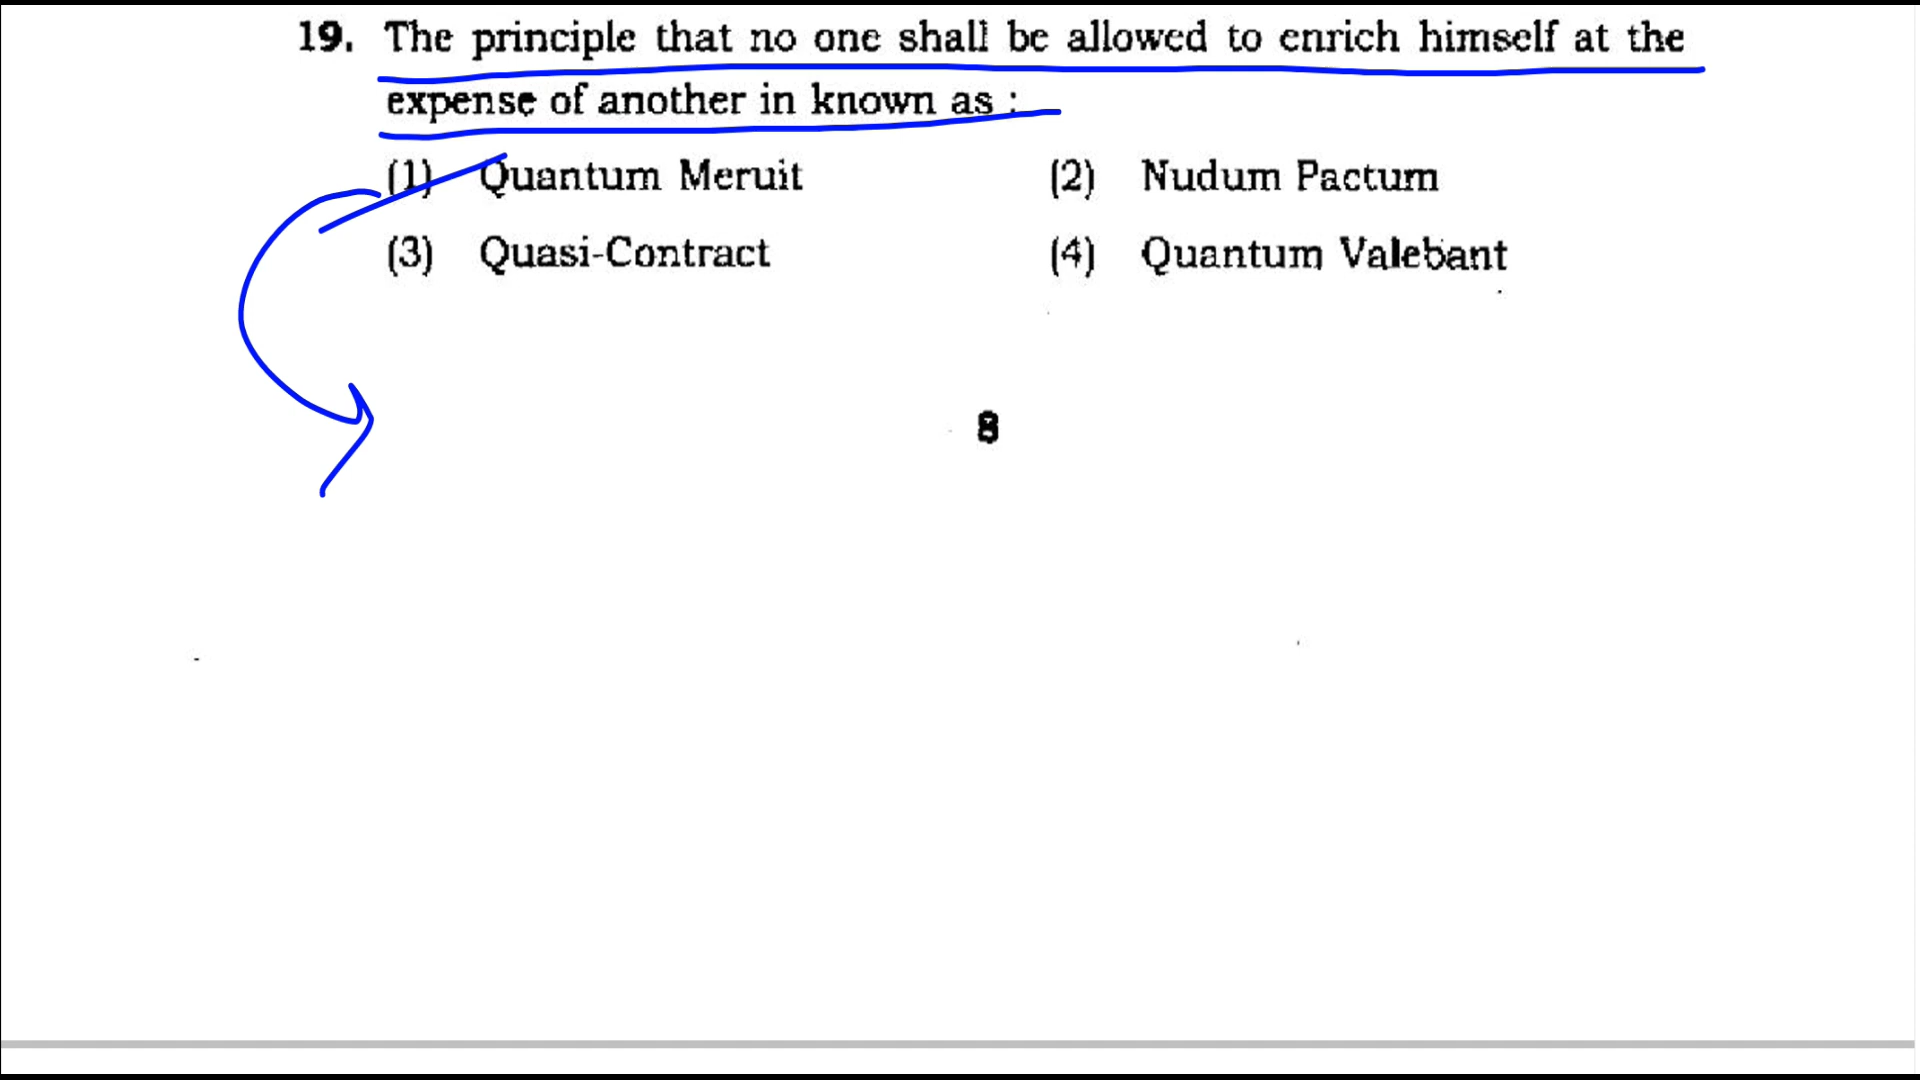 19. The principle that no one shall be allowed to enrich himself at the
expense of another in known as :
(1) Quantum Meruit (2) Nudum Pactum
(3) Quasi-Contract (4) Quantum Valebant
8